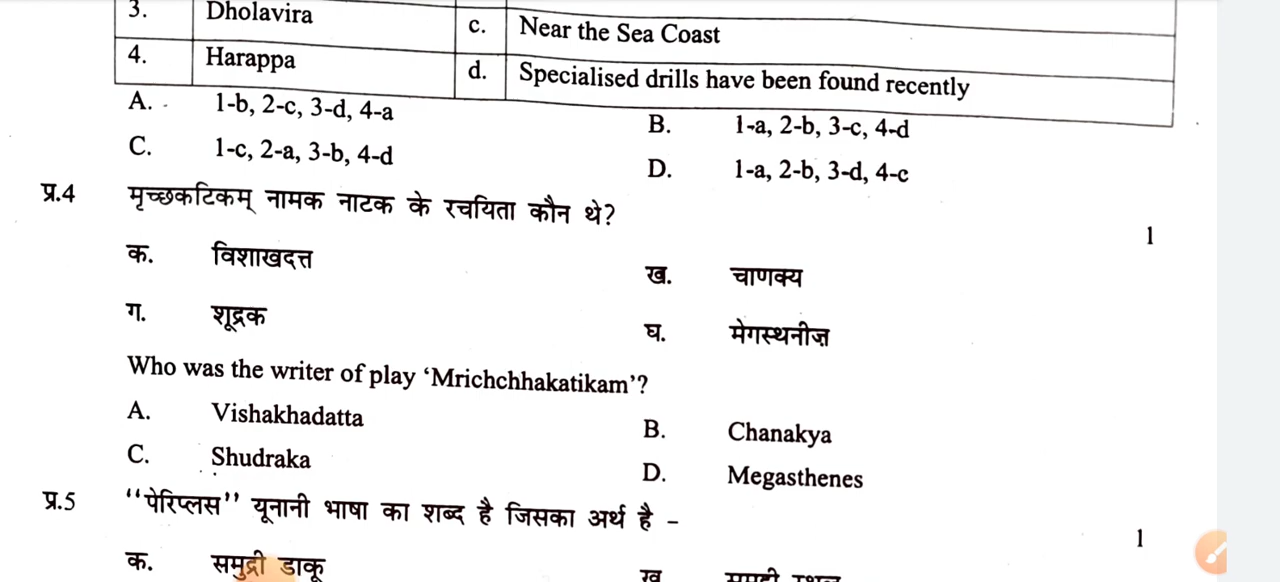 3. Dholavira c. Near the Sea Coast
4. Harappa d. Specialised drills have been found recently
A. 1-b, 2-c, 3-d, 4-a B. 1-a, 2-b, 3-c, 4-d
C. 1-c, 2-a, 3-b, 4-d D. 1-a, 2-b, 3-d, 4-c
प्र.4 मृच्छकटिकम् नामक नाटक के रचयिता कौन थे? 1
क. विशाखदत्त ख. चाणक्य
ग. शूद्रक घ. मेगस्थनीज़
Who was the writer of play ‘Mrichchhakatikam’?
A. Vishakhadatta B. Chanakya
C. Shudraka D. Megasthenes
प्र.5 “पेरिप्लस” यूनानी भाषा का शब्द है जिसका अर्थ है – 1
क. समुद्री डाकू ख